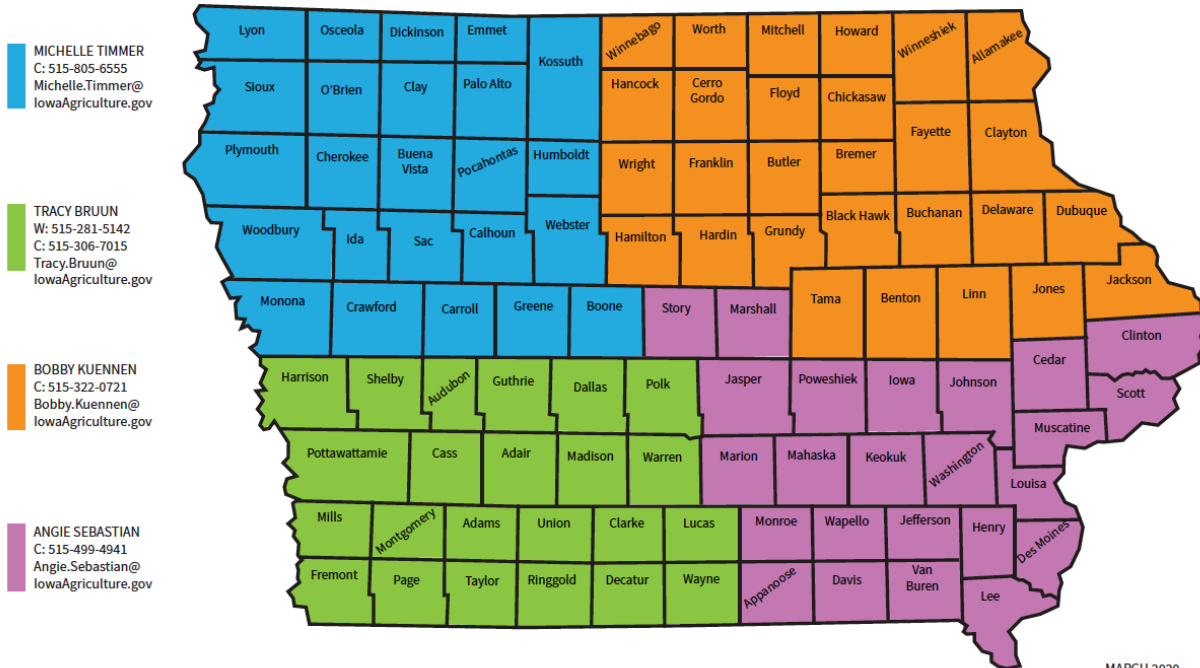 MICHELLE TIMMER
C: 515-805-6555
Michelle.Timmer@
IowaAgriculture.gov
TRACY BRUUN
W: 515-281-5142
C: 515-306-7015
Tracy.Bruun@
IowaAgriculture.gov
BOBBY KUENNEN
C: 515-322-0721
Bobby.Kuennen@
IowaAgriculture.gov
ANGIE SEBASTIAN
C: 515-499-4941
Angie.Sebastian@
IowaAgriculture.gov
Lyon
Osceola
Dickinson
Emmet
Kossuth
Winnebago
Worth
Mitchell
Howard
Winneshiek
Allamakee
Sioux
O'Brien
Clay
Palo Alto
Hancock
Cerro
Gordo
Floyd
Chickasaw
Fayette
Clayton
Plymouth
Cherokee
Buena
Vista
Pocahontas
Humboldt
Wright
Franklin
Butler
Bremer
Woodbury
Ida
Sac
Calhoun
Webster
Hamilton
Hardin
Grundy
Black Hawk
Buchanan
Delaware
Dubuque
Monona
Crawford
Carroll
Greene
Boone
Story
Marshall
Tama
Benton
Linn
Jones
Jackson
Clinton
Harrison
Shelby
Audubon
Guthrie
Dallas
Polk
Jasper
Poweshiek
Iowa
Johnson
Cedar
Scott
Muscatine
Pottawattamie
Cass
Adair
Madison
Warren
Marion
Mahaska
Keokuk
Washington
Louisa
Mills
Montgomery
Adams
Union
Clarke
Lucas
Monroe
Wapello
Jefferson
Henry
Des Moines
Fremont
Page
Taylor
Ringgold
Decatur
Wayne
Appanoose
Davis
Van
Buren
Lee
MARCH 2020